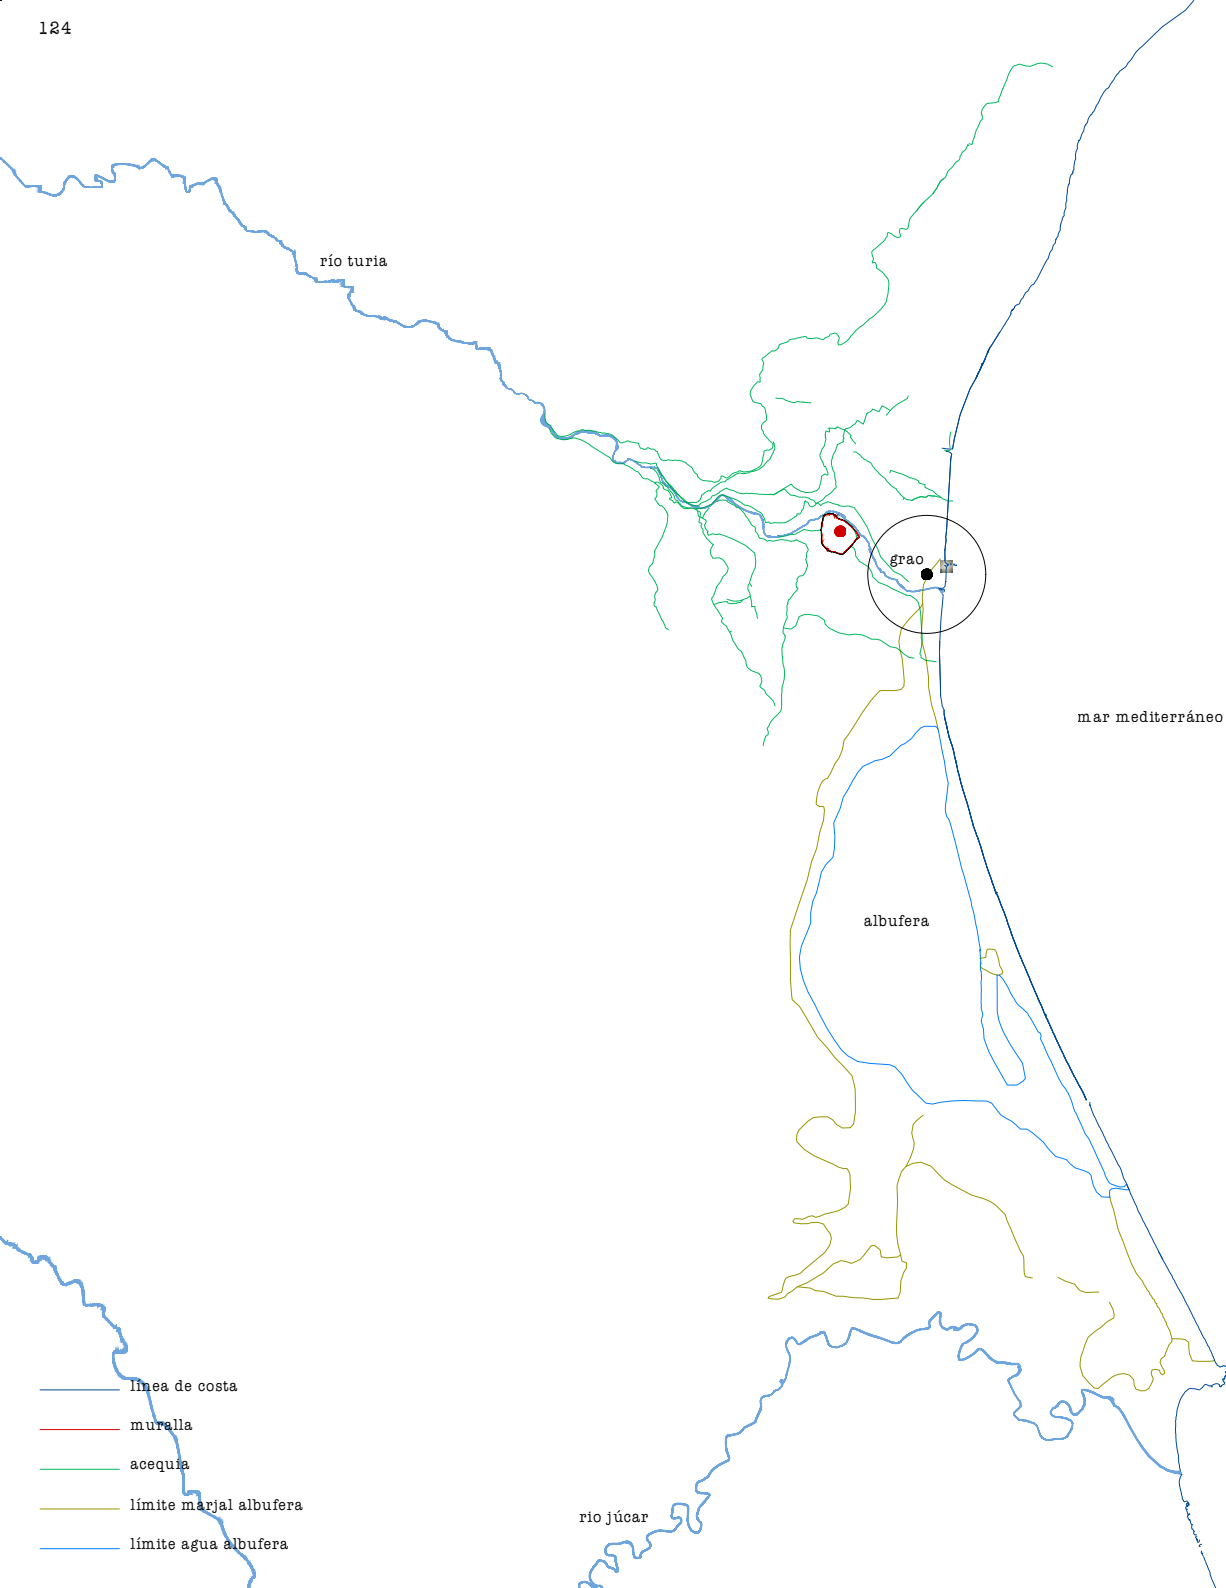 124
río turia
grao
mar mediterráneo
albufera
línea de costa
muralla
acequia
límite marjal albufera
límite agua albufera
rio júcar